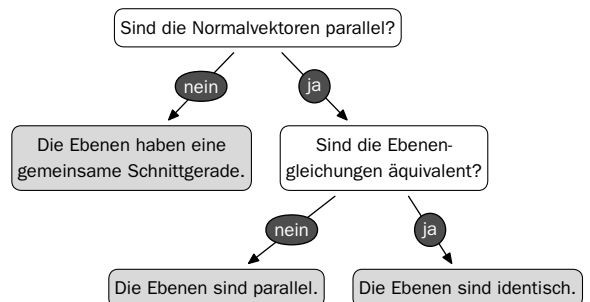 Sind die Normalvektoren parallel?
nein
ja
Die Ebenen haben eine
gemeinsame Schnittgerade.
Sind die Ebenen-
gleichungen äquivalent?
nein
ja
Die Ebenen sind parallel.
Die Ebenen sind identisch.